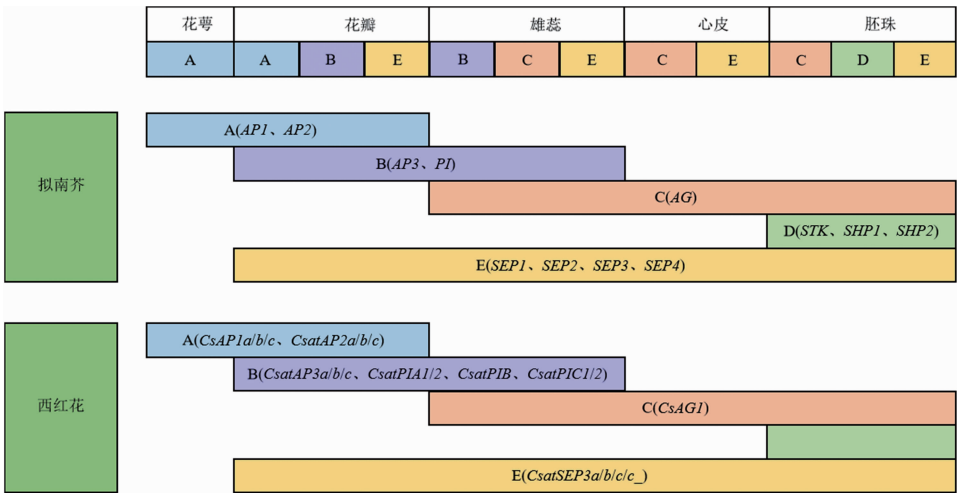 花萼 花瓣 雄蕊 心皮 胚珠
A A B E B C E C E C D E
A(AP1、AP2)
B(AP3、PI)
拟南芥
C(AG)
D(STK、SHP1、SHP2)
E(SEP1、SEP2、SEP3、SEP4)
A(CsAP1a/b/c、CsatAP2a/b/c)
B(CsatAP3a/b/c、CsatPIA1/2、CsatPIB、CsatPIC1/2)
西红花
C(CsAG1)
E(CsatSEP3a/b/c/c_)